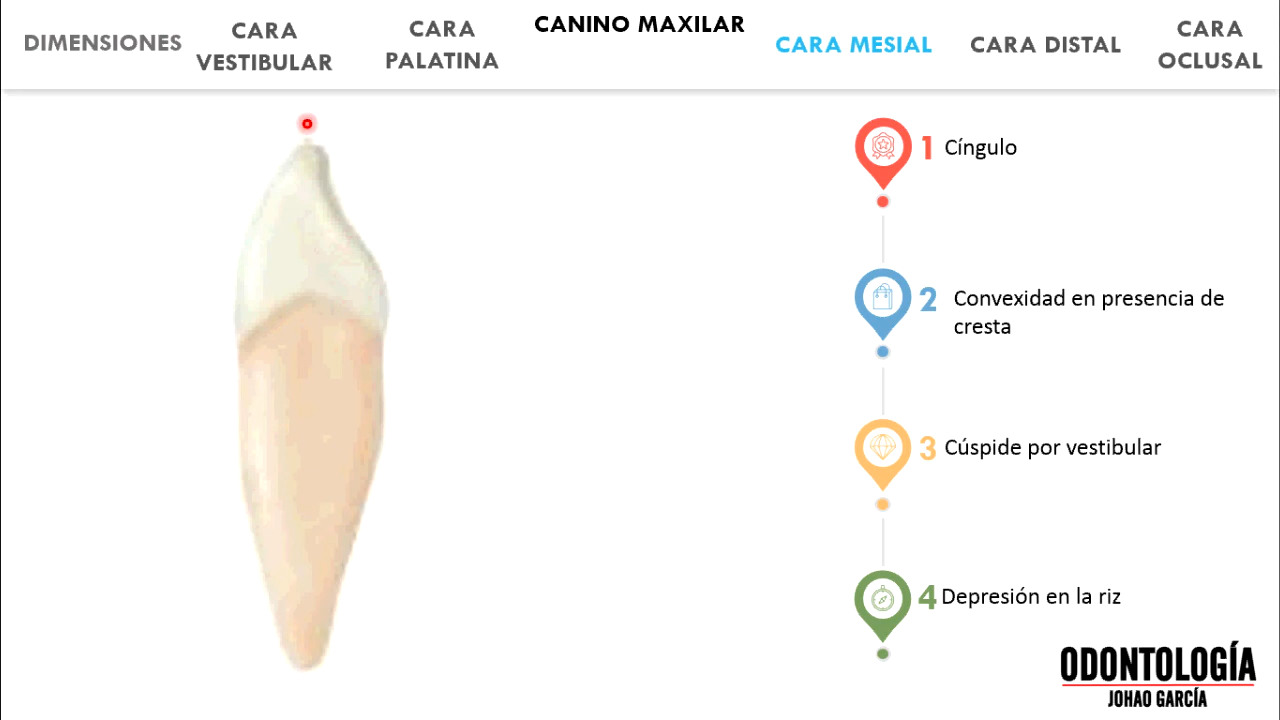 DIMENSIONES
CARA
VESTIBULAR
CARA
PALATINA
CANINO MAXILAR
CARA MESIAL
CARA DISTAL
CARA
OCLUSAL
1 Cíngulo
2 Convexidad en presencia de
cresta
3 Cúspide por vestibular
4 Depresión en la riz
ODONTOLOGÍA
JOHAO GARCÍA